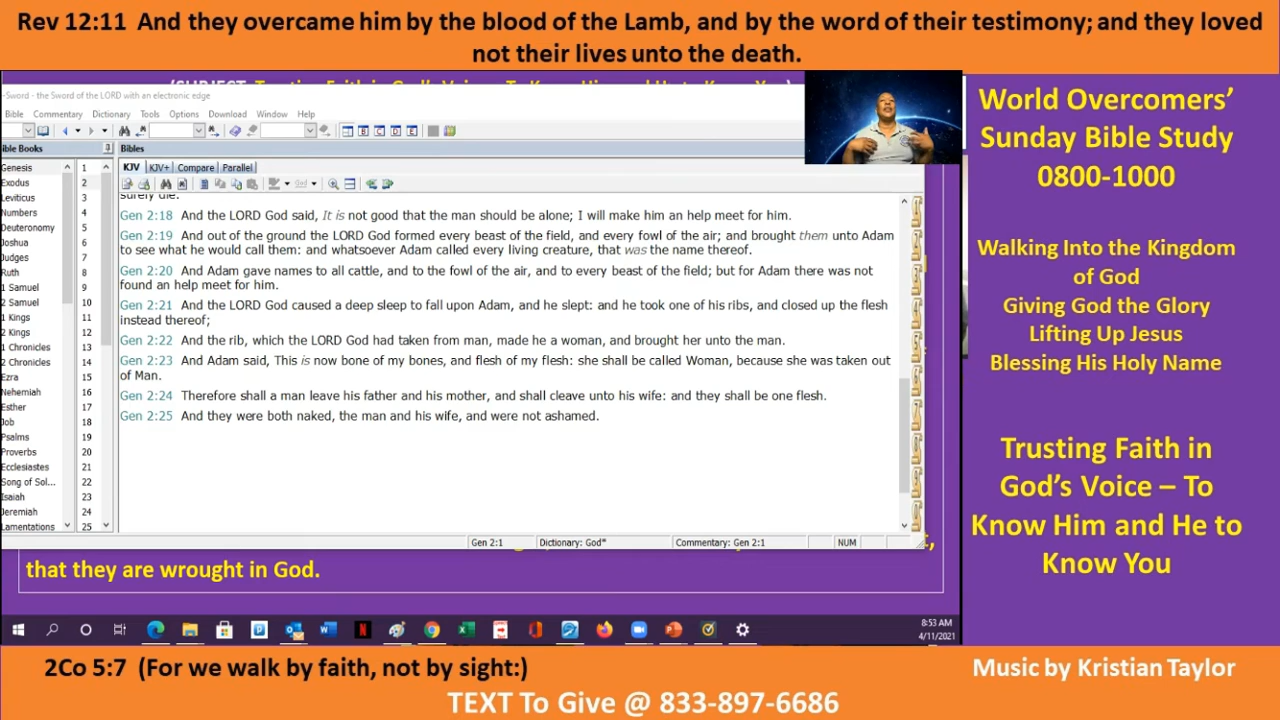 Rev 12:11 And they overcame him by the blood of the Lamb, and by the word of their testimony; and they loved
not their lives unto the death.
(SUBJECT: Trusting Faith in God's Voice – To Know Him and He to Know You)
-Sword - the Sword of the LORD with an electronic edge
Bible Commentary Dictionary Tools Options Download Window Help
ible Books
Bibles
KJV KJV+ Compare Parallel
Genesis 1
Exodus 2
Leviticus 3
Numbers 4
Deuteronomy 5
Joshua 6
Judges 7
Ruth 8
1 Samuel 9
2 Samuel 10
1 Kings 11
2 Kings 12
1 Chronicles 13
2 Chronicles 14
Ezra 15
Nehemiah 16
Esther 17
Job 18
Psalms 19
Proverbs 20
Ecclesiastes 21
Song of Sol... 22
Isaiah 23
Jeremiah 24
Lamentations 25
surely die.
Gen 2:18 And the LORD God said, It is not good that the man should be alone; I will make him an help meet for him.
Gen 2:19 And out of the ground the LORD God formed every beast of the field, and every fowl of the air; and brought them unto Adam
to see what he would call them: and whatsoever Adam called every living creature, that was the name thereof.
Gen 2:20 And Adam gave names to all cattle, and to the fowl of the air, and to every beast of the field; but for Adam there was not
found an help meet for him.
Gen 2:21 And the LORD God caused a deep sleep to fall upon Adam, and he slept: and he took one of his ribs, and closed up the flesh
instead thereof;
Gen 2:22 And the rib, which the LORD God had taken from man, made he a woman, and brought her unto the man.
Gen 2:23 And Adam said, This is now bone of my bones, and flesh of my flesh: she shall be called Woman, because she was taken out
of Man.
Gen 2:24 Therefore shall a man leave his father and his mother, and shall cleave unto his wife: and they shall be one flesh.
Gen 2:25 And they were both naked, the man and his wife, and were not ashamed.
Gen 2:1 Dictionary: God* Commentary: Gen 2:1 NUM
that they are wrought in God.
8:53 AM
4/11/2021
World Overcomers'
Sunday Bible Study
0800-1000
Walking Into the Kingdom
of God
Giving God the Glory
Lifting Up Jesus
Blessing His Holy Name
Trusting Faith in
God's Voice – To
Know Him and He to
Know You
2Co 5:7 (For we walk by faith, not by sight:)
Music by Kristian Taylor
TEXT To Give @ 833-897-6686